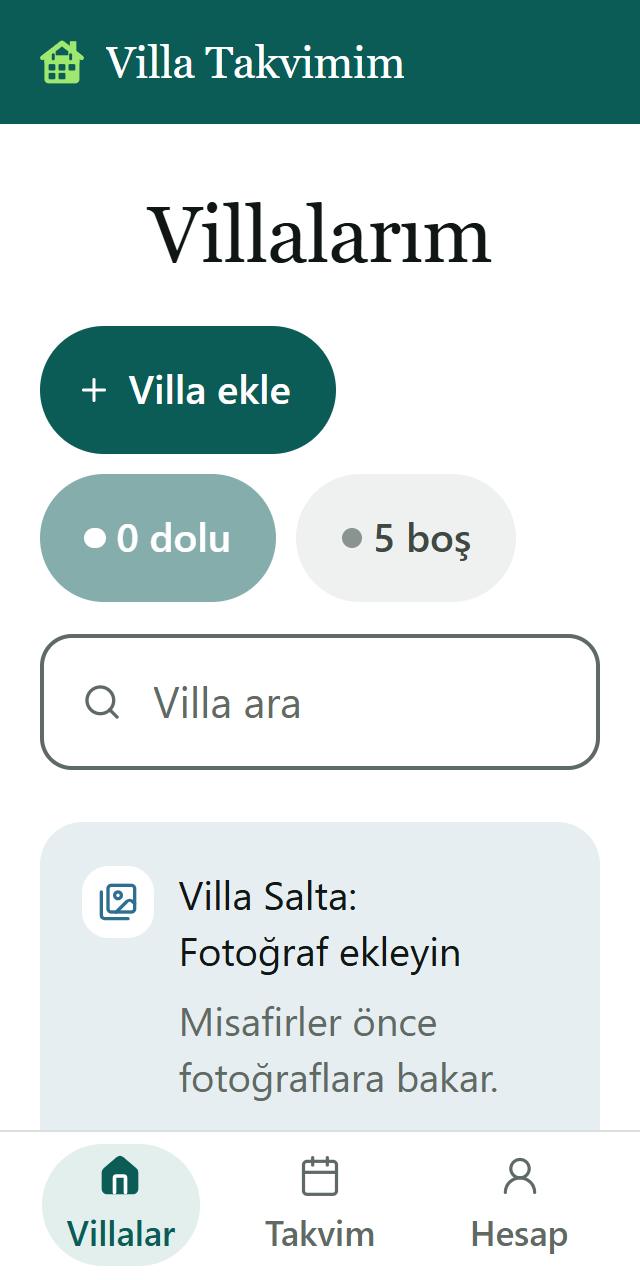 Villa Takvimim
Villalarım
+ Villa ekle
0 dolu
5 boş
Villa ara
Villa Salta:
Fotoğraf ekleyin
Misafirler önce
fotoğraflara bakar.
Villalar
Takvim
Hesap